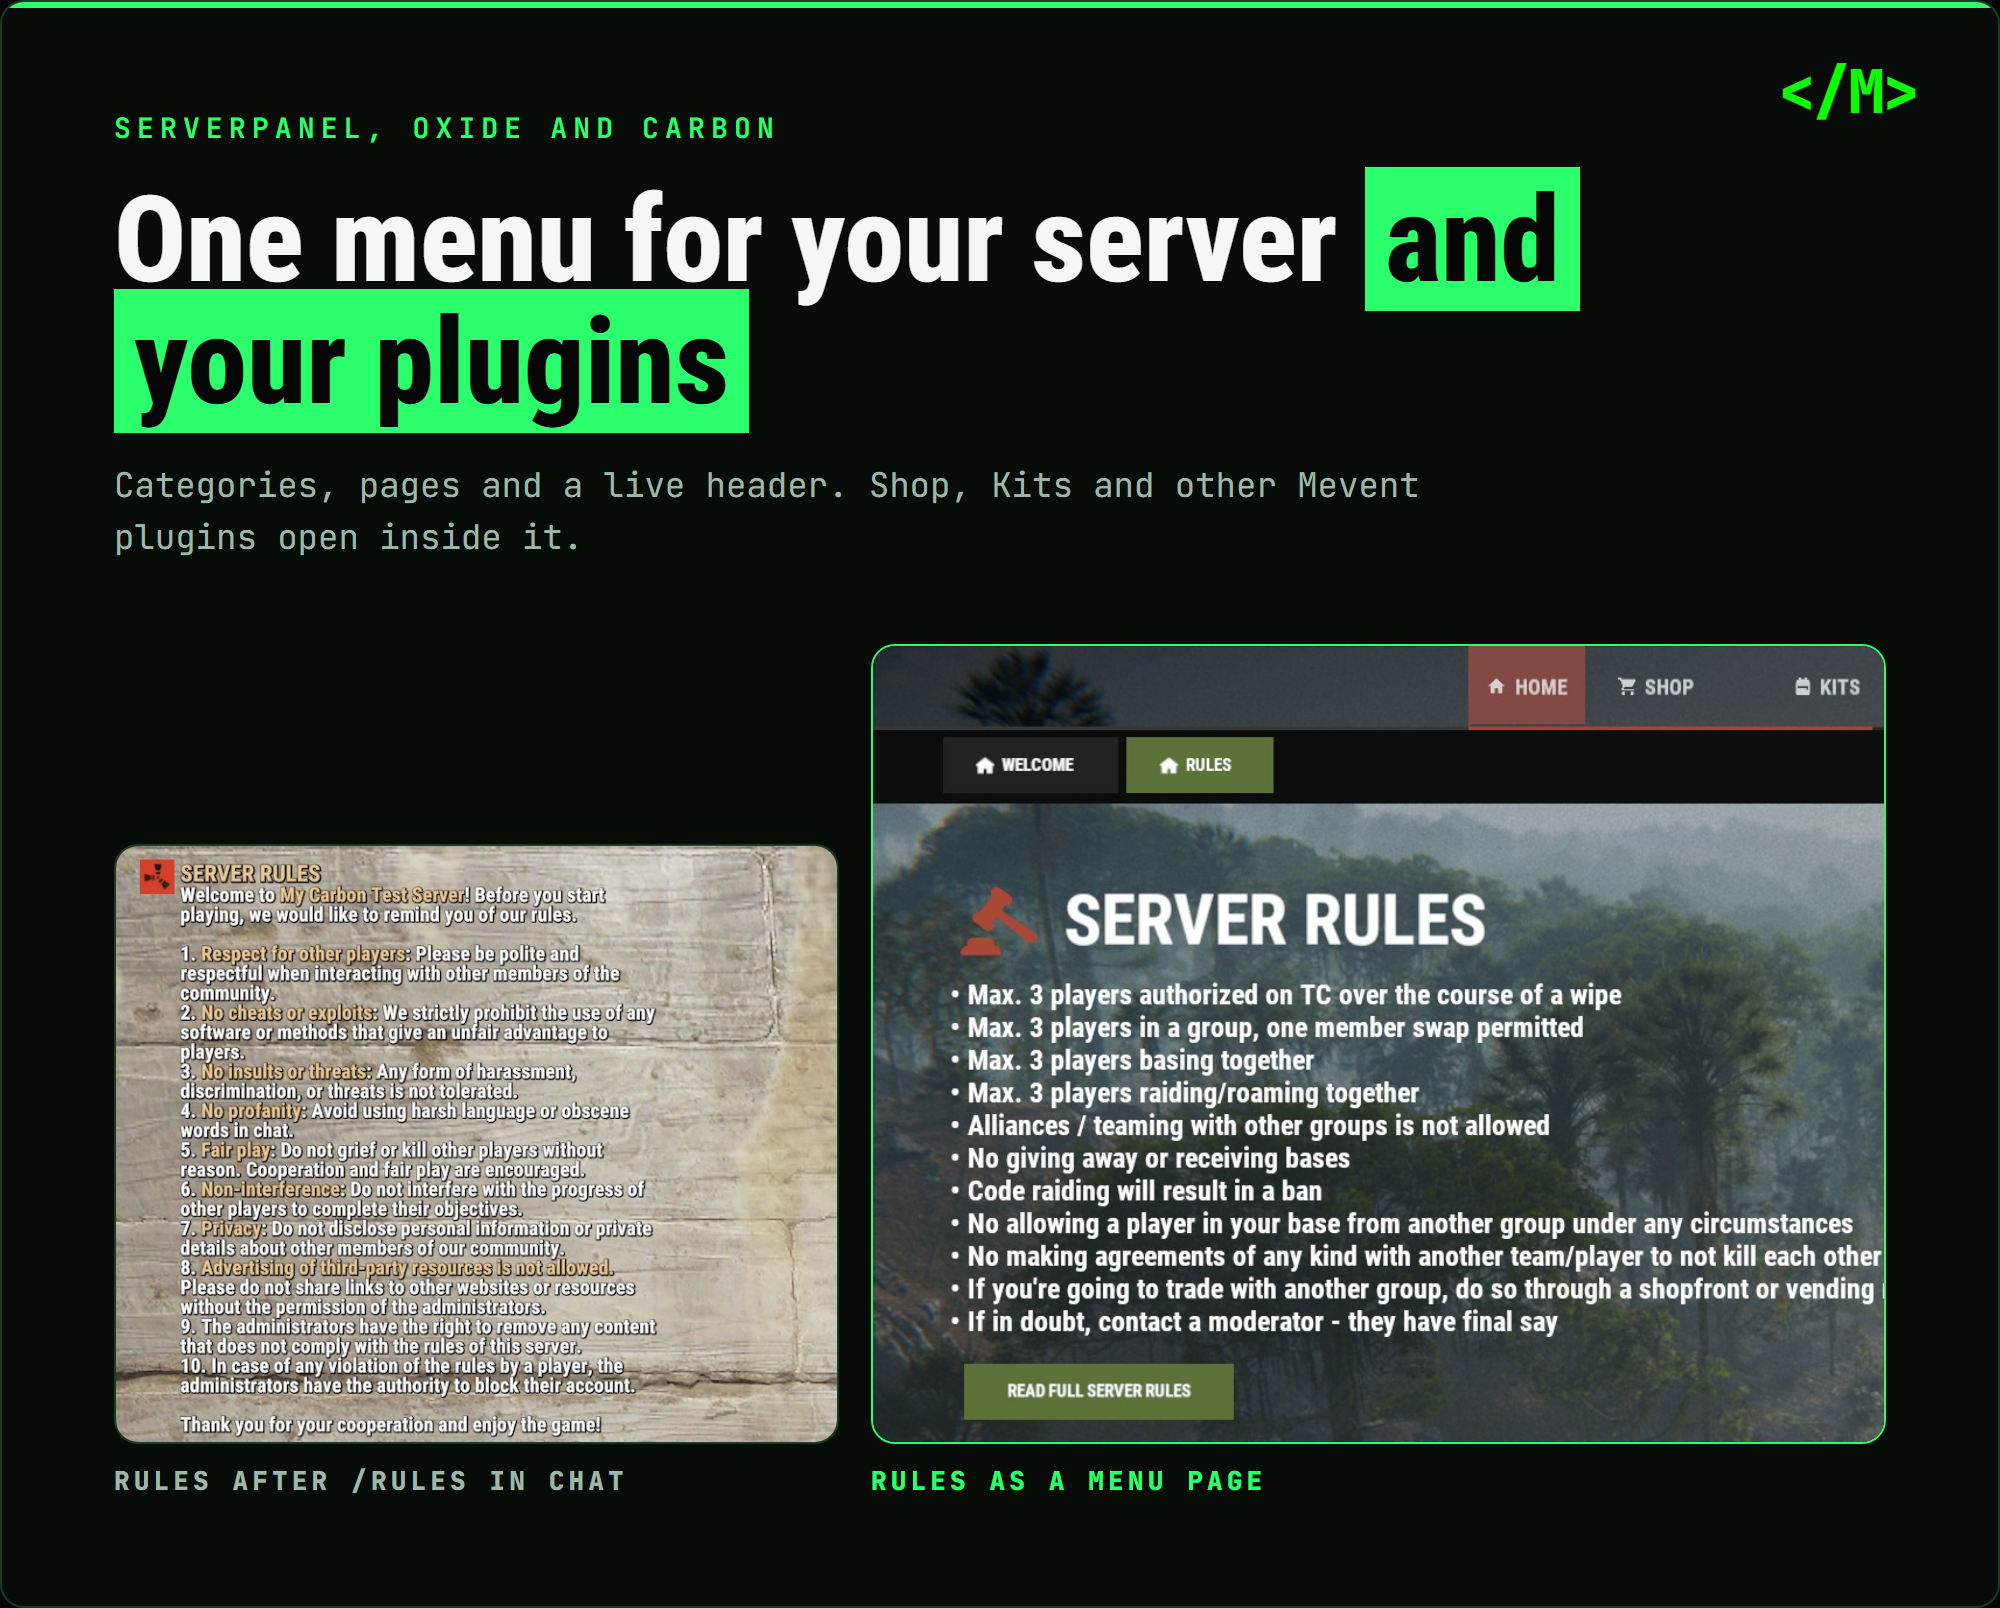 </M>
SERVERPANEL, OXIDE AND CARBON
One menu for your server and
your plugins
Categories, pages and a live header. Shop, Kits and other Mevent
plugins open inside it.
SERVER RULES
Welcome to My Carbon Test Server! Before you start
playing, we would like to remind you of our rules.
1. Respect for other players: Please be polite and
respectful when interacting with other members of the
community.
2. No cheats or exploits: We strictly prohibit the use of any
software or methods that give an unfair advantage to
players.
3. No insults or threats: Any form of harassment,
discrimination, or threats is not tolerated.
4. No profanity: Avoid using harsh language or obscene
words in chat.
5. Fair play: Do not grief or kill other players without
reason. Cooperation and fair play are encouraged.
6. Non-interference: Do not interfere with the progress of
other players to complete their objectives.
7. Privacy: Do not disclose personal information or private
details about other members of our community.
8. Advertising of third-party resources is not allowed.
Please do not share links to other websites or resources
without the permission of the administrators.
9. The administrators have the right to remove any content
that does not comply with the rules of this server.
10. In case of any violation of the rules by a player, the
administrators have the authority to block their account.
Thank you for your cooperation and enjoy the game!
RULES AFTER /RULES IN CHAT
HOME SHOP KITS
WELCOME RULES
SERVER RULES
• Max. 3 players authorized on TC over the course of a wipe
• Max. 3 players in a group, one member swap permitted
• Max. 3 players basing together
• Max. 3 players raiding/roaming together
• Alliances / teaming with other groups is not allowed
• No giving away or receiving bases
• Code raiding will result in a ban
• No allowing a player in your base from another group under any circumstances
• No making agreements of any kind with another team/player to not kill each other
• If you're going to trade with another group, do so through a shopfront or vending
• If in doubt, contact a moderator - they have final say
READ FULL SERVER RULES
RULES AS A MENU PAGE